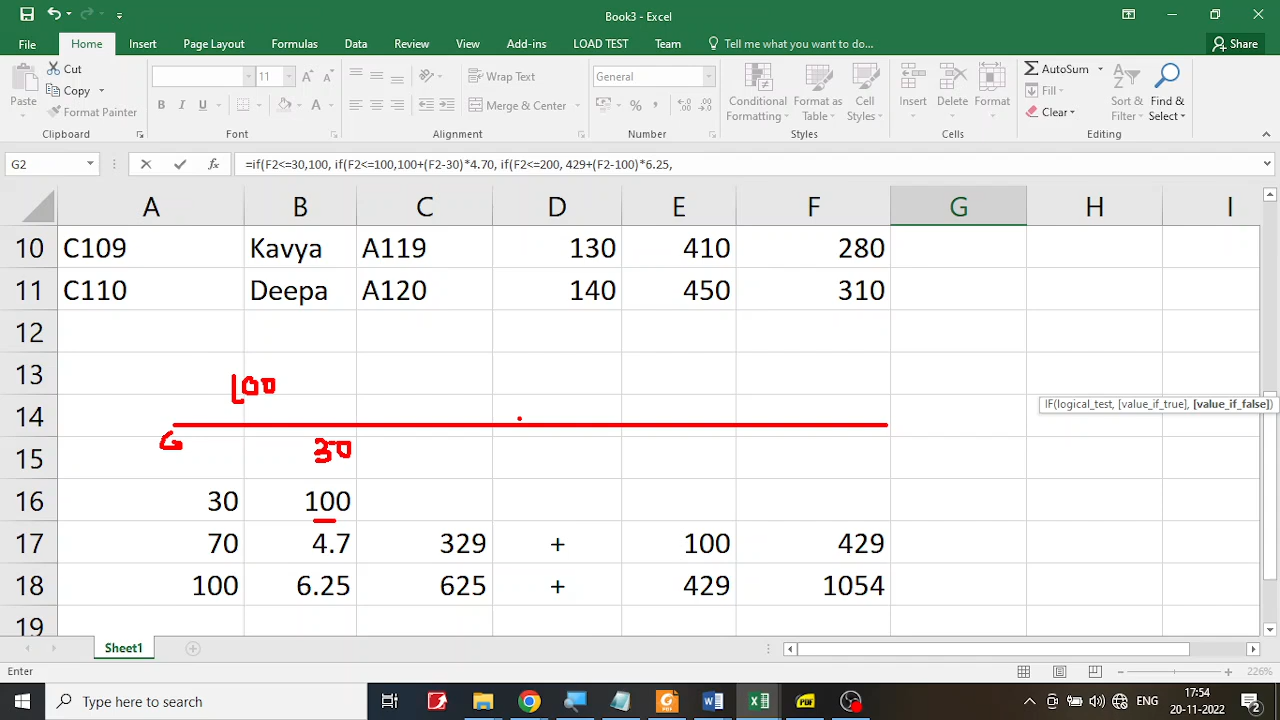 Book3 - Excel
File Home Insert Page Layout Formulas Data Review View Add-ins LOAD TEST Team Tell me what you want to do... Share
Paste Cut Copy Format Painter
11 A A Wrap Text General Conditional Formatting Format as Table Cell Styles Insert Delete Format AutoSum Fill Clear Sort & Filter Find & Select
B I U A Merge & Center %
Clipboard Font Alignment Number Styles Cells Editing
G2 fx =if(F2<=30,100, if(F2<=100,100+(F2-30)*4.70, if(F2<=200, 429+(F2-100)*6.25,
A B C D E F G H I
10 C109 Kavya A119 130 410 280
11 C110 Deepa A120 140 450 310
12
13 100
14 IF(logical_test, [value_if_true], [value_if_false])
15 30
16 30 100
17 70 4.7 329 + 100 429
18 100 6.25 625 + 429 1054
19
Sheet1
Enter 226%
Type here to search ENG 17:54
20-11-2022 2